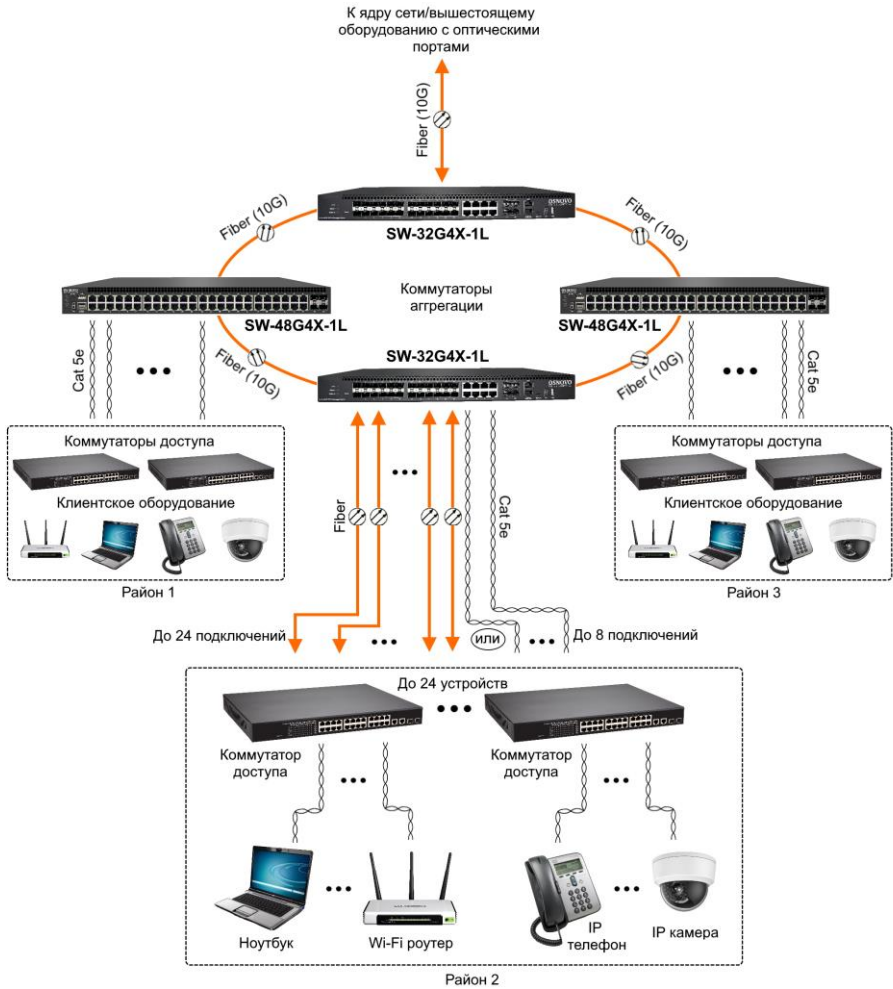 К ядру сети/вышестоящему
оборудованию с оптическими
портами
Fiber (10G)
Fiber (10G)
Fiber (10G)
OSNOVO
SW-32G4X-1L
Коммутаторы
аггрегации
SW-48G4X-1L
SW-48G4X-1L
Fiber (10G)
Fiber (10G)
SW-32G4X-1L
OSNOVO
Cat 5e
Cat 5e
Коммутаторы доступа
Клиентское оборудование
Район 1
Коммутаторы доступа
Клиентское оборудование
Район 3
Fiber
Cat 5e
До 24 подключений
или
До 8 подключений
До 24 устройств
Коммутатор
доступа
Коммутатор
доступа
Ноутбук
Wi-Fi роутер
IP
телефон
IP камера
Район 2